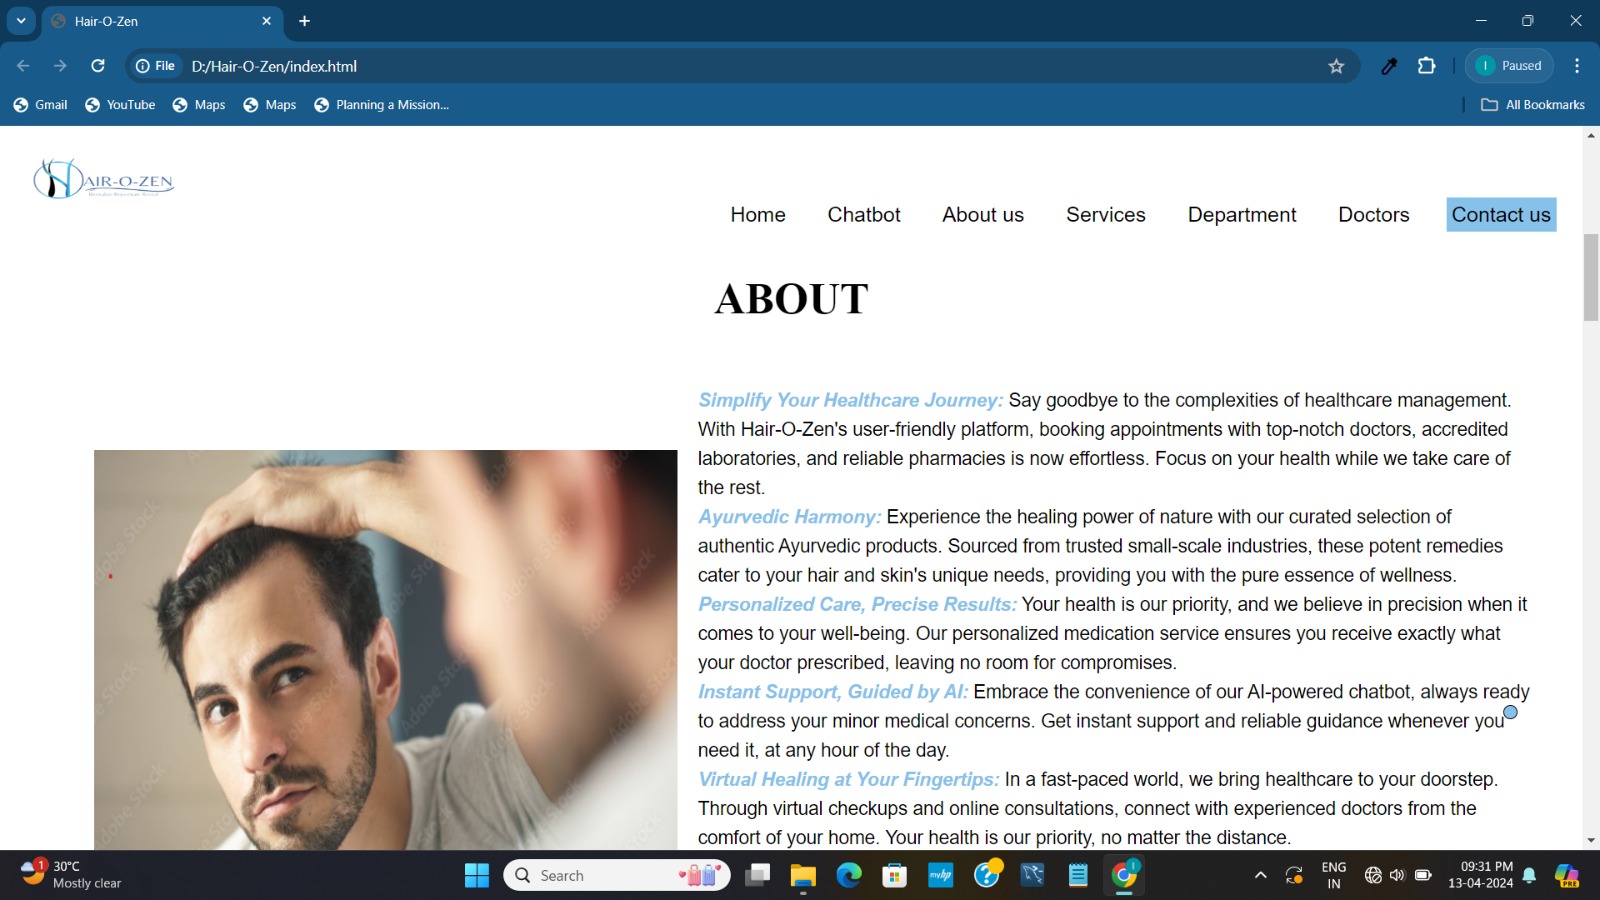 Hair-O-Zen
File D:/Hair-O-Zen/index.html
Paused
Gmail YouTube Maps Maps Planning a Mission...
All Bookmarks
AIR-O-ZEN
Home Chatbot About us Services Department Doctors Contact us
ABOUT
Simplify Your Healthcare Journey: Say goodbye to the complexities of healthcare management.
With Hair-O-Zen's user-friendly platform, booking appointments with top-notch doctors, accredited
laboratories, and reliable pharmacies is now effortless. Focus on your health while we take care of
the rest.
Ayurvedic Harmony: Experience the healing power of nature with our curated selection of
authentic Ayurvedic products. Sourced from trusted small-scale industries, these potent remedies
cater to your hair and skin's unique needs, providing you with the pure essence of wellness.
Personalized Care, Precise Results: Your health is our priority, and we believe in precision when it
comes to your well-being. Our personalized medication service ensures you receive exactly what
your doctor prescribed, leaving no room for compromises.
Instant Support, Guided by AI: Embrace the convenience of our AI-powered chatbot, always ready
to address your minor medical concerns. Get instant support and reliable guidance whenever you
need it, at any hour of the day.
Virtual Healing at Your Fingertips: In a fast-paced world, we bring healthcare to your doorstep.
Through virtual checkups and online consultations, connect with experienced doctors from the
comfort of your home. Your health is our priority, no matter the distance.
Adobe Stock
1
30°C
Mostly clear
Search
myhp
ENG
IN
09:31 PM
13-04-2024
PRE